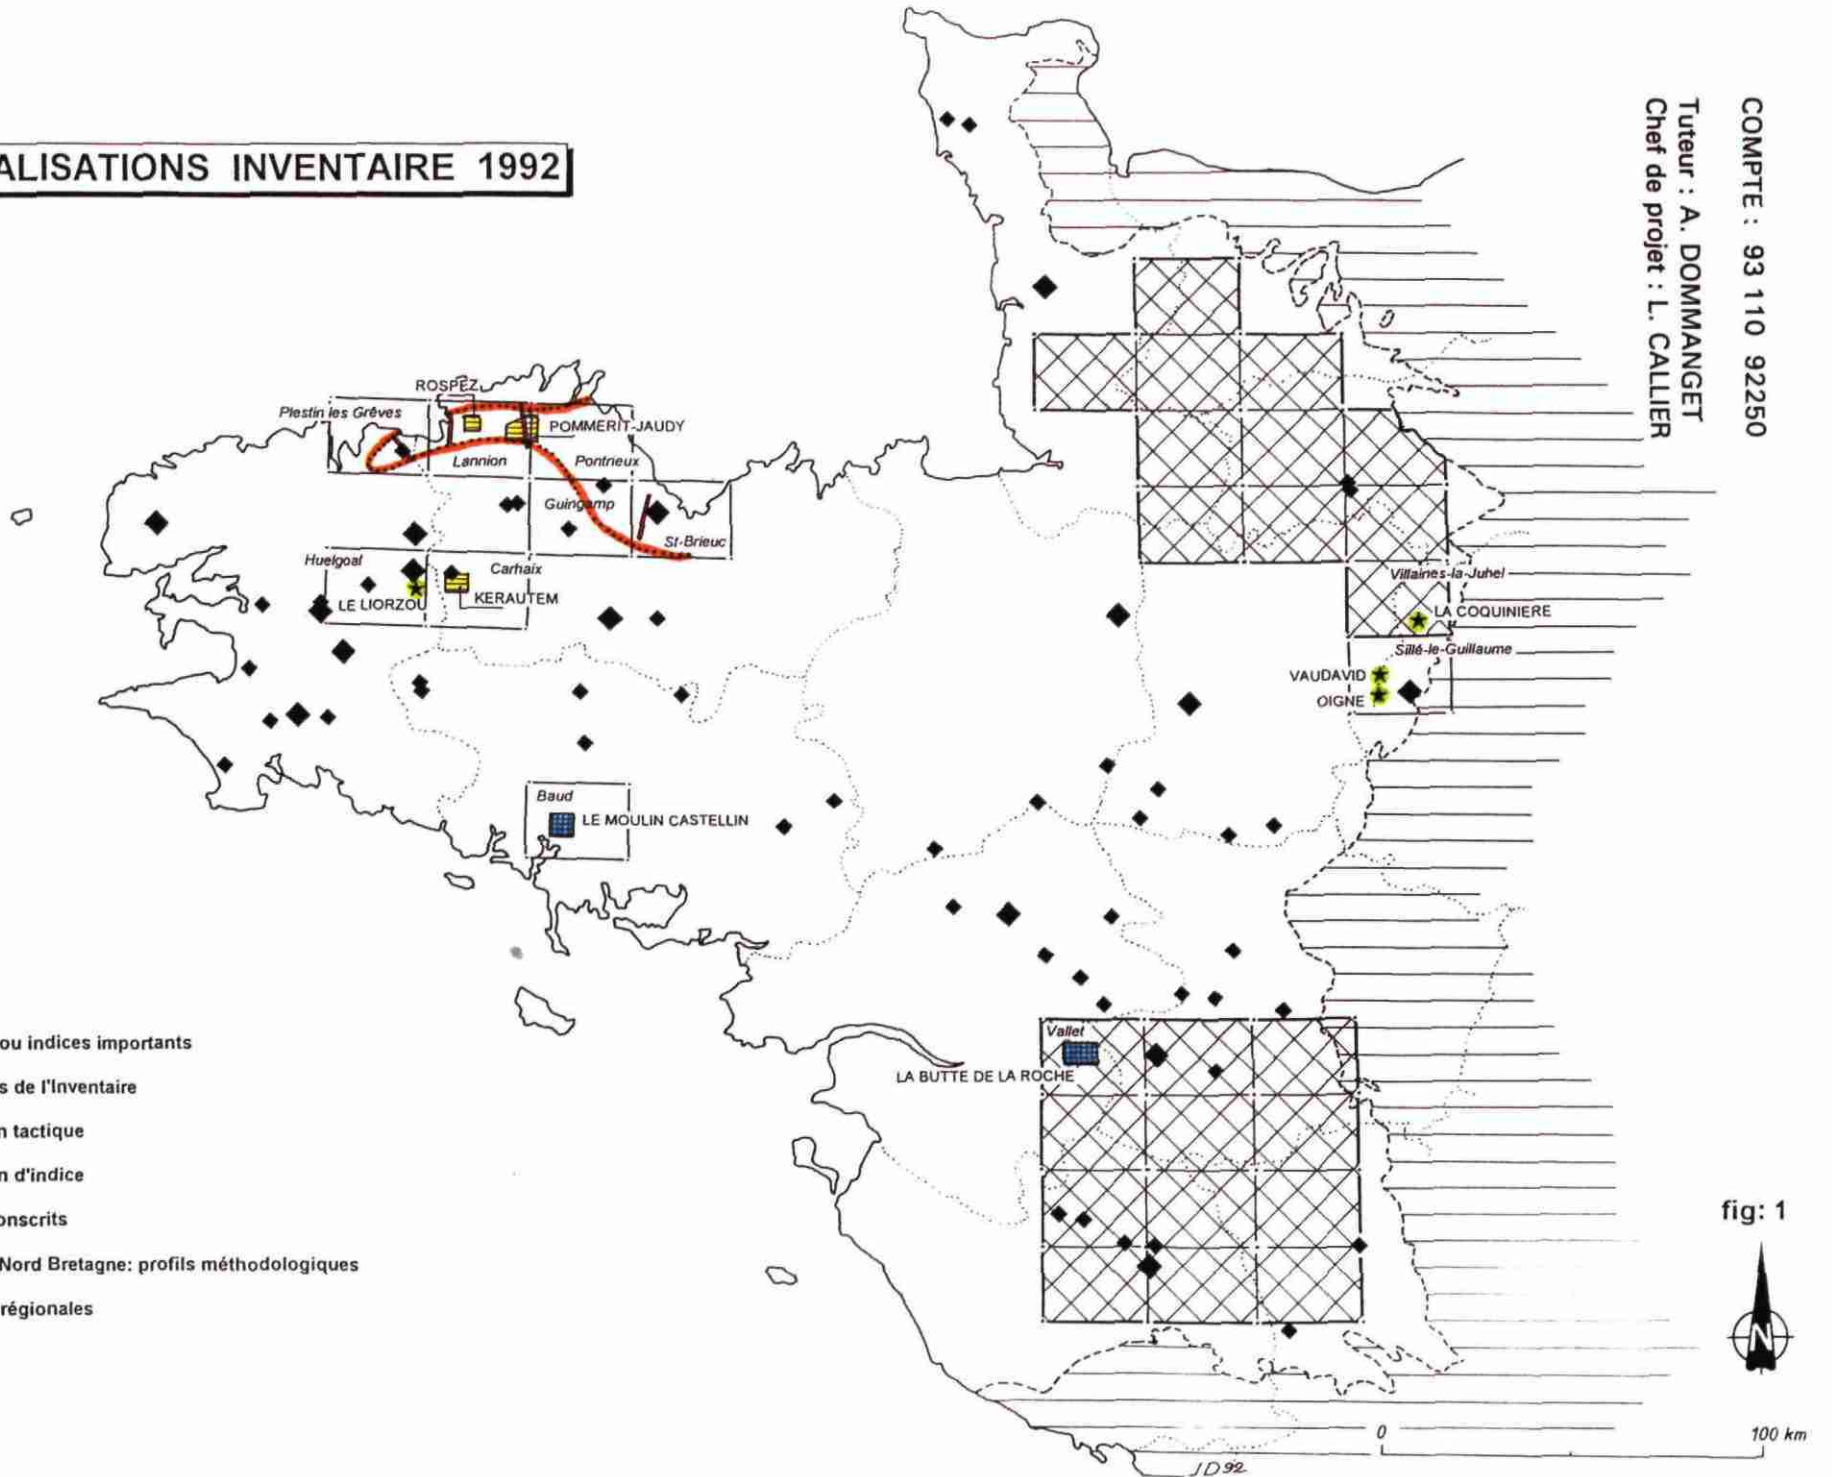 ALISATIONS INVENTAIRE 1992
COMPTE : 93 110 92250
Tuteur : A. DOMMANGET
Chef de projet : L. CALLIER
ROSPEZ
Plestin les Grêves
POMMERIT-JAUDY
Lannion
Pontrieux
Guingamp
St-Brieuc
Huelgoal
Carhaix
LE LIORZOU
KERAUTEM
Villaines-la-Juhel
LA COQUINIERE
Sillé-le-Guillaume
VAUDAVID
OIGNE
Baud
LE MOULIN CASTELLIN
Vallet
LA BUTTE DE LA ROCHE
ou indices importants
s de l'Inventaire
n tactique
n d'indice
onscrits
Nord Bretagne: profils méthodologiques
régionales
fig: 1
N
0
100 km
JD92